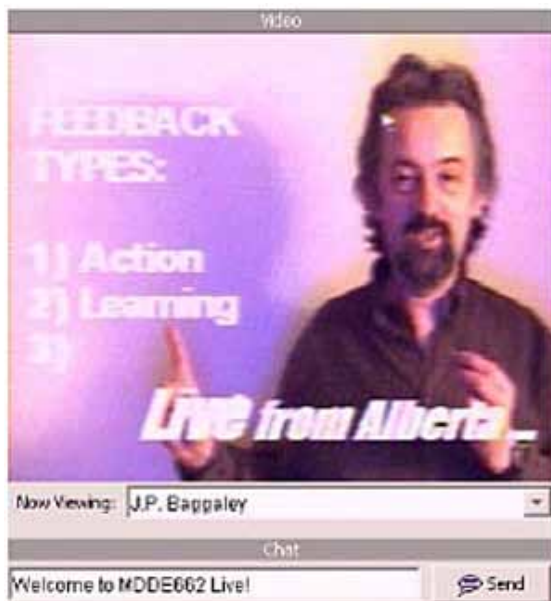 Video
FEEDBACK
TYPES:
1) Action
2) Learning
3)
Live from Alberta ...
Now Viewing: J.P. Baggaley
Chat
Welcome to MDDE662 Live!
Send